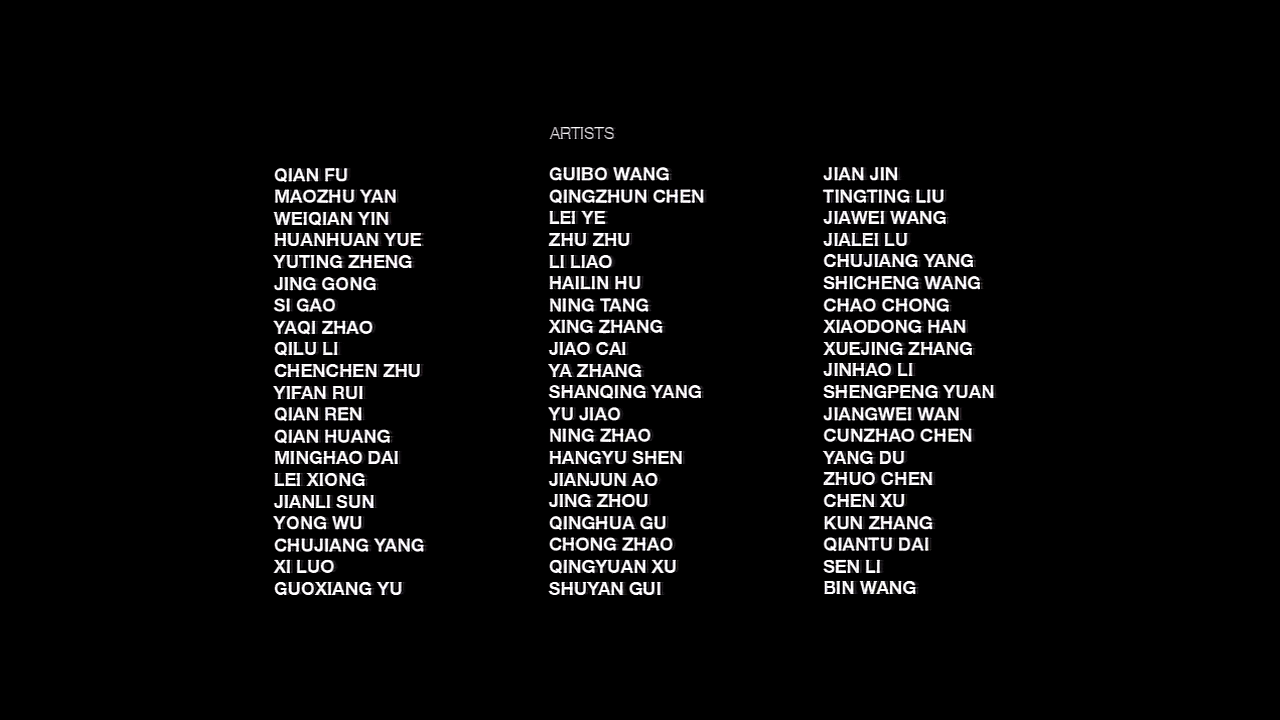 ARTISTS
QIAN FU
MAOZHU YAN
WEIQIAN YIN
HUANHUAN YUE
YUTING ZHENG
JING GONG
SI GAO
YAQI ZHAO
QILU LI
CHENCHEN ZHU
YIFAN RUI
QIAN REN
QIAN HUANG
MINGHAO DAI
LEI XIONG
JIANLI SUN
YONG WU
CHUJIANG YANG
XI LUO
GUOXIANG YU
GUIBO WANG
QINGZHUN CHEN
LEI YE
ZHU ZHU
LI LIAO
HAILIN HU
NING TANG
XING ZHANG
JIAO CAI
YA ZHANG
SHANQING YANG
YU JIAO
NING ZHAO
HANGYU SHEN
JIANJUN AO
JING ZHOU
QINGHUA GU
CHONG ZHAO
QINGYUAN XU
SHUYAN GUI
JIAN JIN
TINGTING LIU
JIAWEI WANG
JIALEI LU
CHUJIANG YANG
SHICHENG WANG
CHAO CHONG
XIAODONG HAN
XUEJING ZHANG
JINHAO LI
SHENGPENG YUAN
JIANGWEI WAN
CUNZHAO CHEN
YANG DU
ZHUO CHEN
CHEN XU
KUN ZHANG
QIANTU DAI
SEN LI
BIN WANG